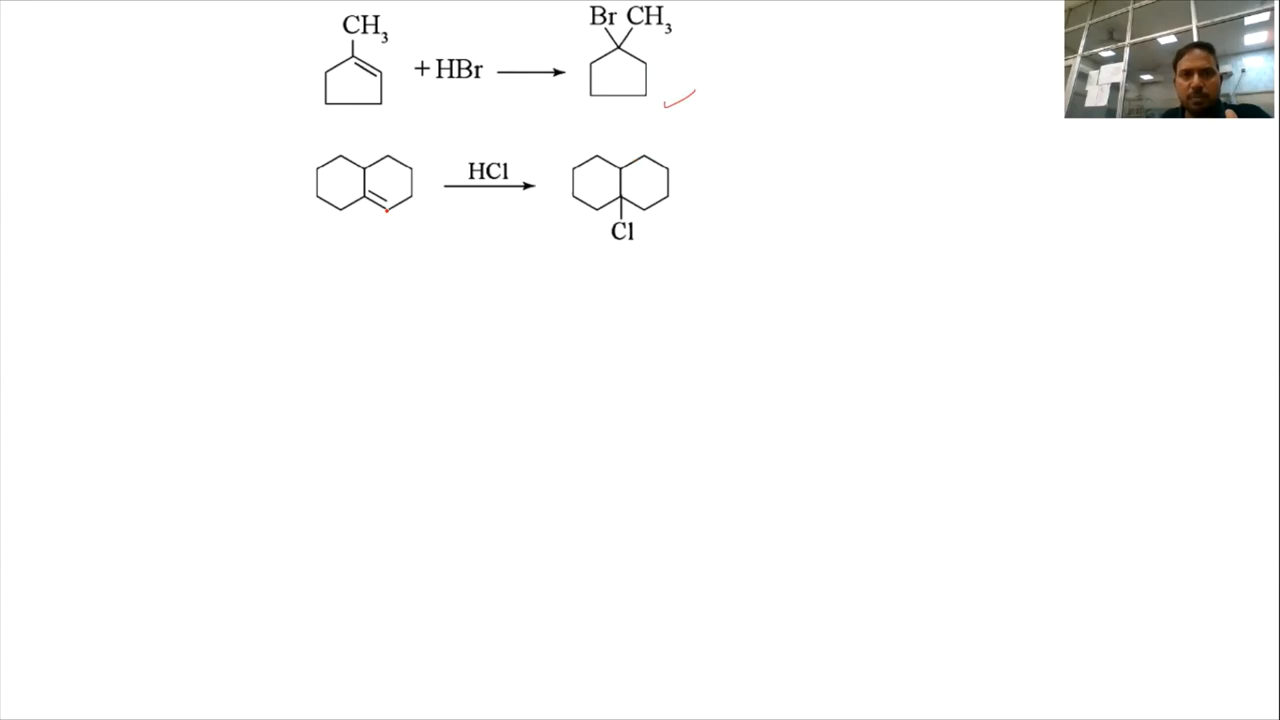 CH₃
+ HBr
Br CH₃
HCl
Cl